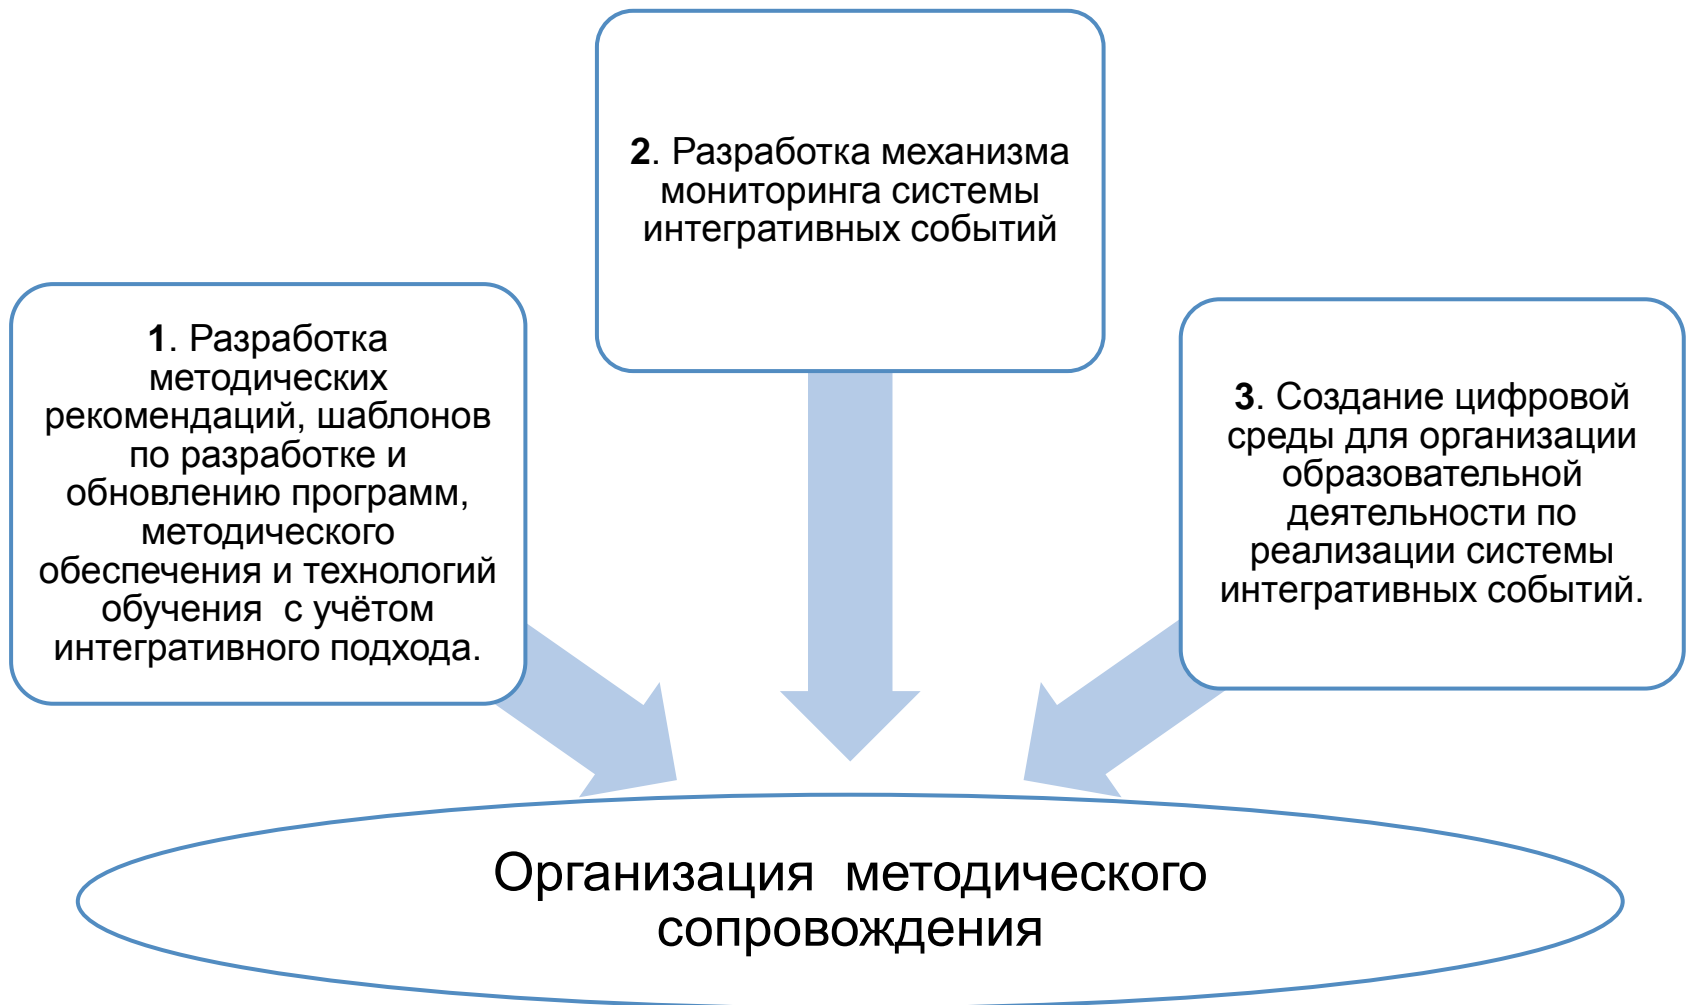 1. Разработка
методических
рекомендаций, шаблонов
по разработке и
обновлению программ,
методического
обеспечения и технологий
обучения  с учётом
интегративного подхода.
2. Разработка механизма
мониторинга системы
интегративных событий
3. Создание цифровой
среды для организации
образовательной
деятельности по
реализации системы
интегративных событий.
Организация  методического
сопровождения